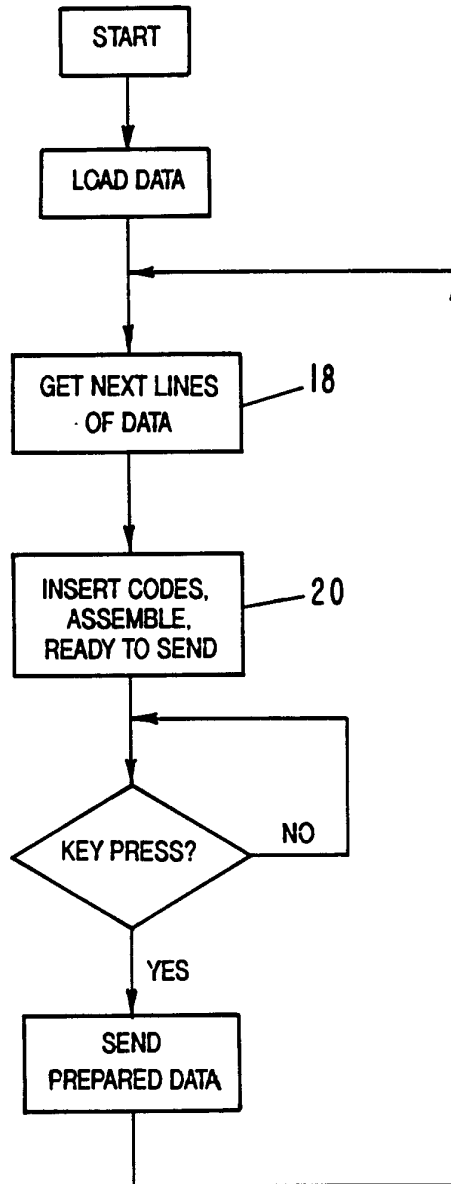 START
LOAD DATA
GET NEXT LINES
OF DATA
18
INSERT CODES,
ASSEMBLE,
READY TO SEND
20
KEY PRESS?
NO
YES
SEND
PREPARED DATA